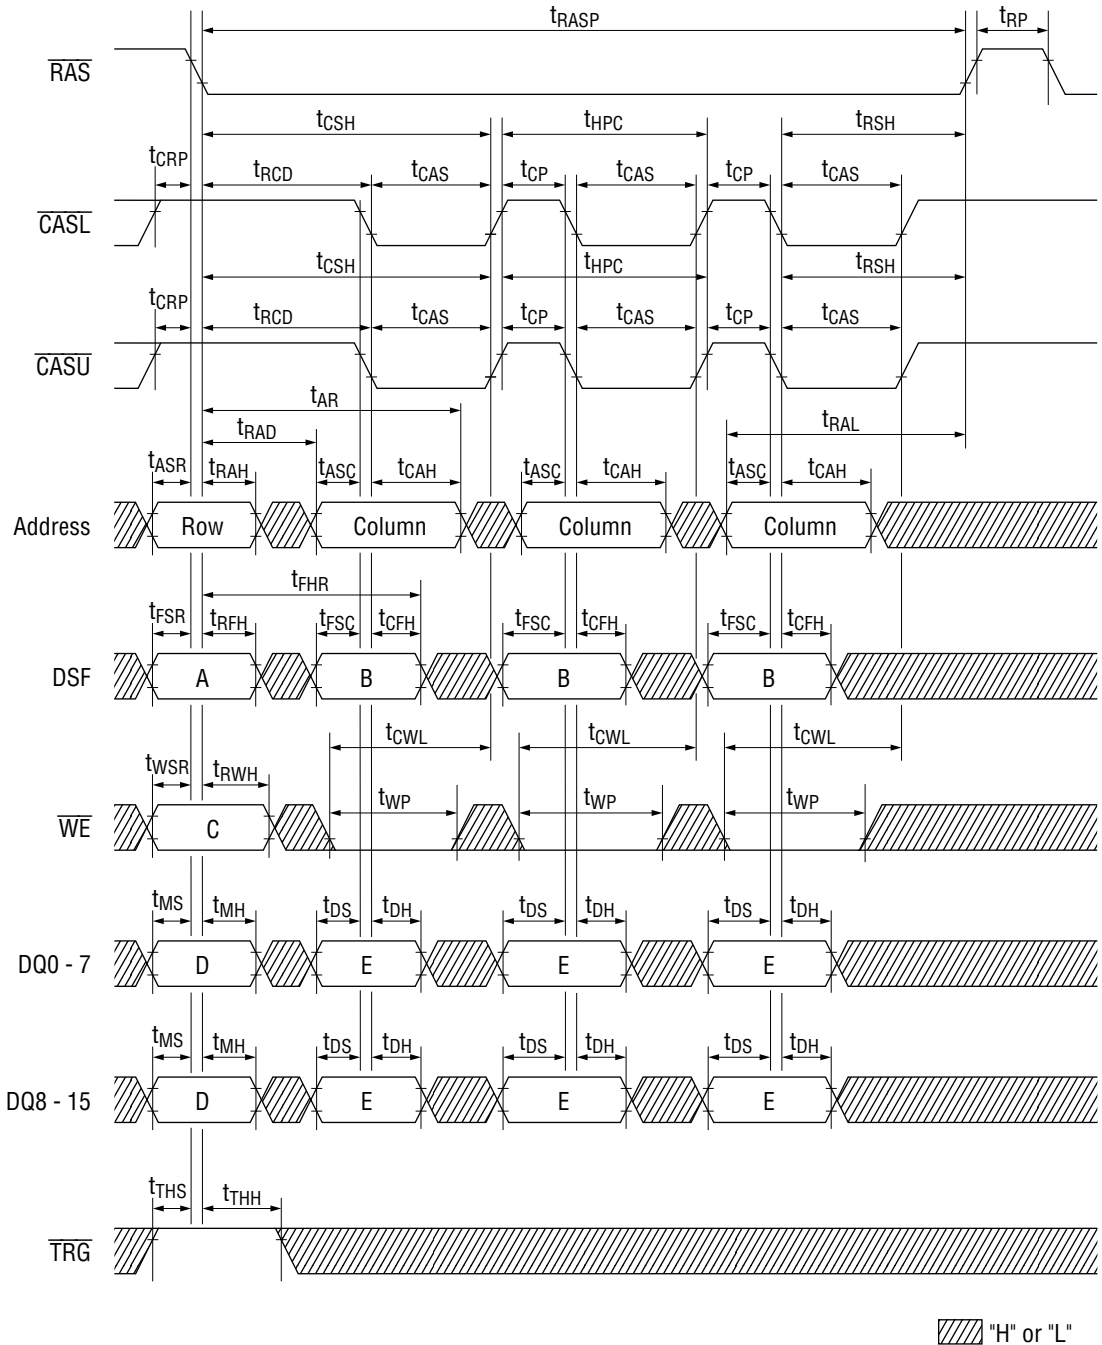 tRASP tRP
RAS
tCSH tHPC tRSH
tCRP tRCD tCAS tCP tCAS tCP tCAS
CASL
tCSH tHPC tRSH
tCRP tRCD tCAS tCP tCAS tCP tCAS
CASU
tAR
tRAD tRAL
tASR tRAH tASC tCAH tASC tCAH tASC tCAH
Address Row Column Column Column
tFHR
tFSR tRFH tFSC tCFH tFSC tCFH tFSC tCFH
DSF A B B B
tCWL tCWL tCWL
tWSR tRWH tWP tWP tWP
WE C
tMS tMH tDS tDH tDS tDH tDS tDH
DQ0 - 7 D E E E
tMS tMH tDS tDH tDS tDH tDS tDH
DQ8 - 15 D E E E
tTHS tTHH
TRG
"H" or "L"